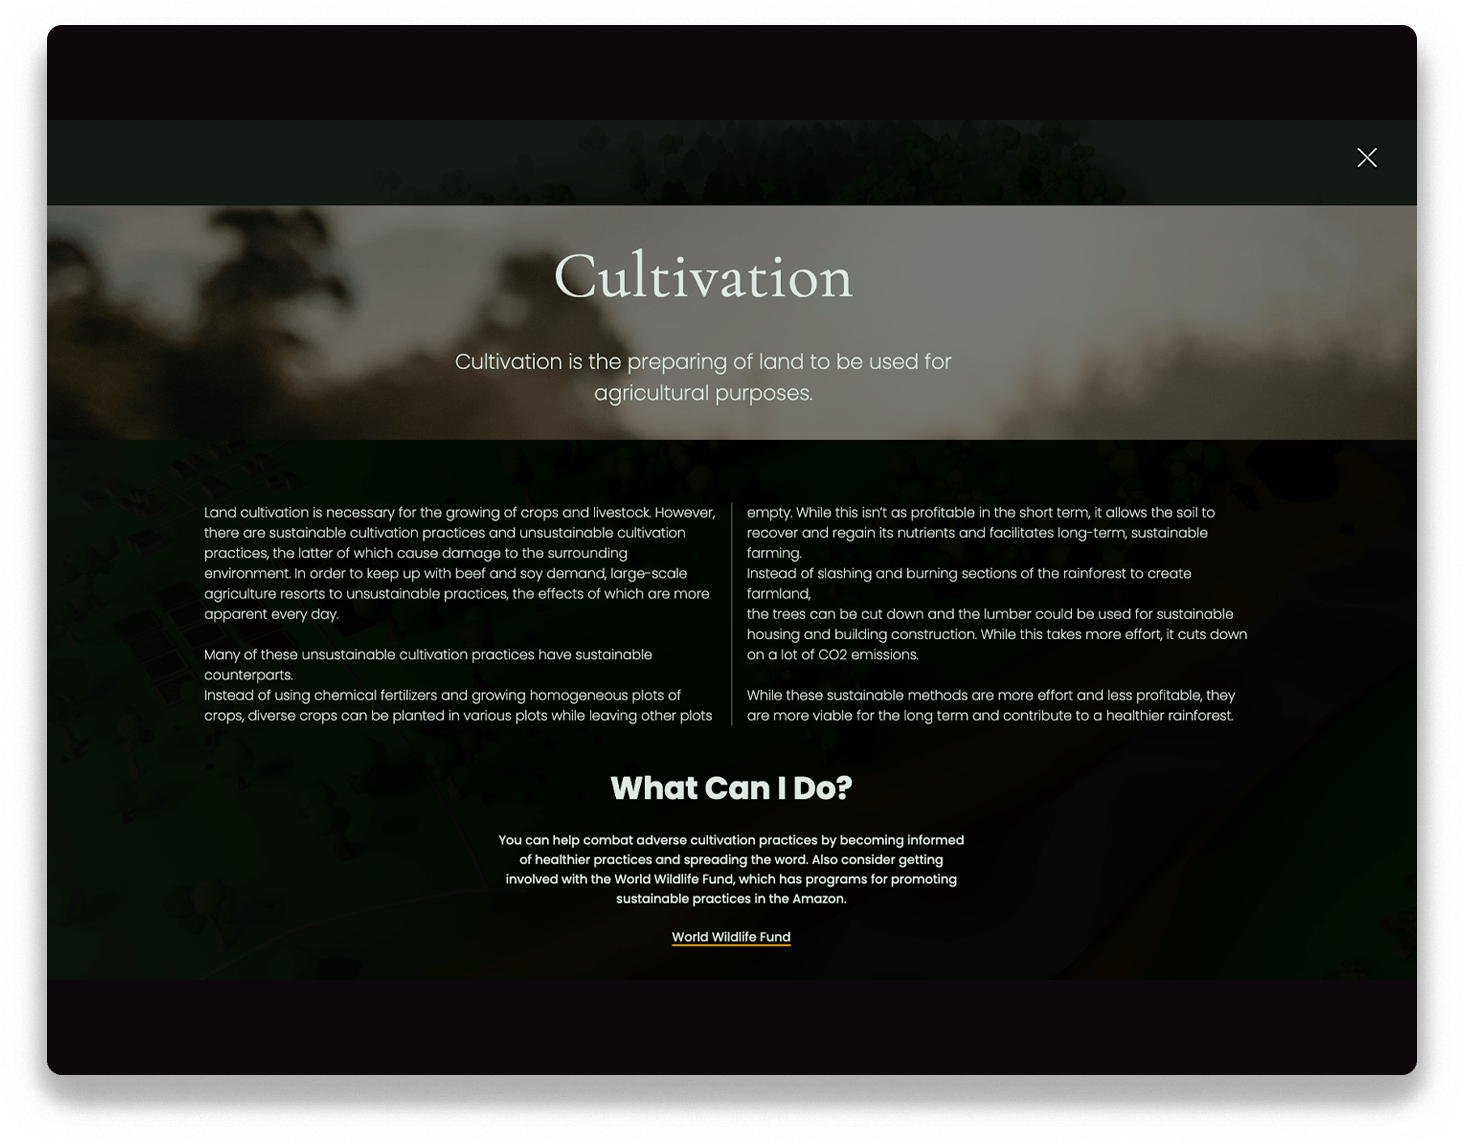 Cultivation
Cultivation is the preparing of land to be used for
agricultural purposes.
Land cultivation is necessary for the growing of crops and livestock. However,
there are sustainable cultivation practices and unsustainable cultivation
practices, the latter of which cause damage to the surrounding
environment. In order to keep up with beef and soy demand, large-scale
agriculture resorts to unsustainable practices, the effects of which are more
apparent every day.
Many of these unsustainable cultivation practices have sustainable
counterparts.
Instead of using chemical fertilizers and growing homogeneous plots of
crops, diverse crops can be planted in various plots while leaving other plots
empty. While this isn't as profitable in the short term, it allows the soil to
recover and regain its nutrients and facilitates long-term, sustainable
farming.
Instead of slashing and burning sections of the rainforest to create
farmland,
the trees can be cut down and the lumber could be used for sustainable
housing and building construction. While this takes more effort, it cuts down
on a lot of CO2 emissions.
While these sustainable methods are more effort and less profitable, they
are more viable for the long term and contribute to a healthier rainforest.
What Can I Do?
You can help combat adverse cultivation practices by becoming informed
of healthier practices and spreading the word. Also consider getting
involved with the World Wildlife Fund, which has programs for promoting
sustainable practices in the Amazon.
World Wildlife Fund